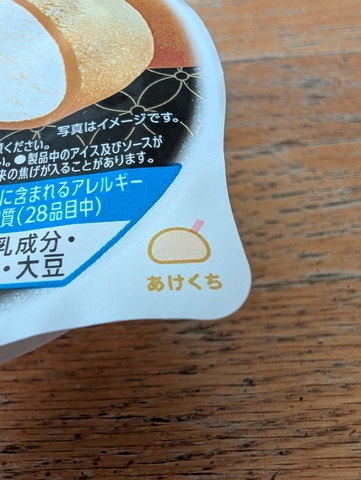 ください。
写真はイメージです。
い。●製品中のアイス及びソースが
来の焦げが入ることがあります。
に含まれるアレルギー
質(28品目中)
乳成分・
・大豆
あけくち